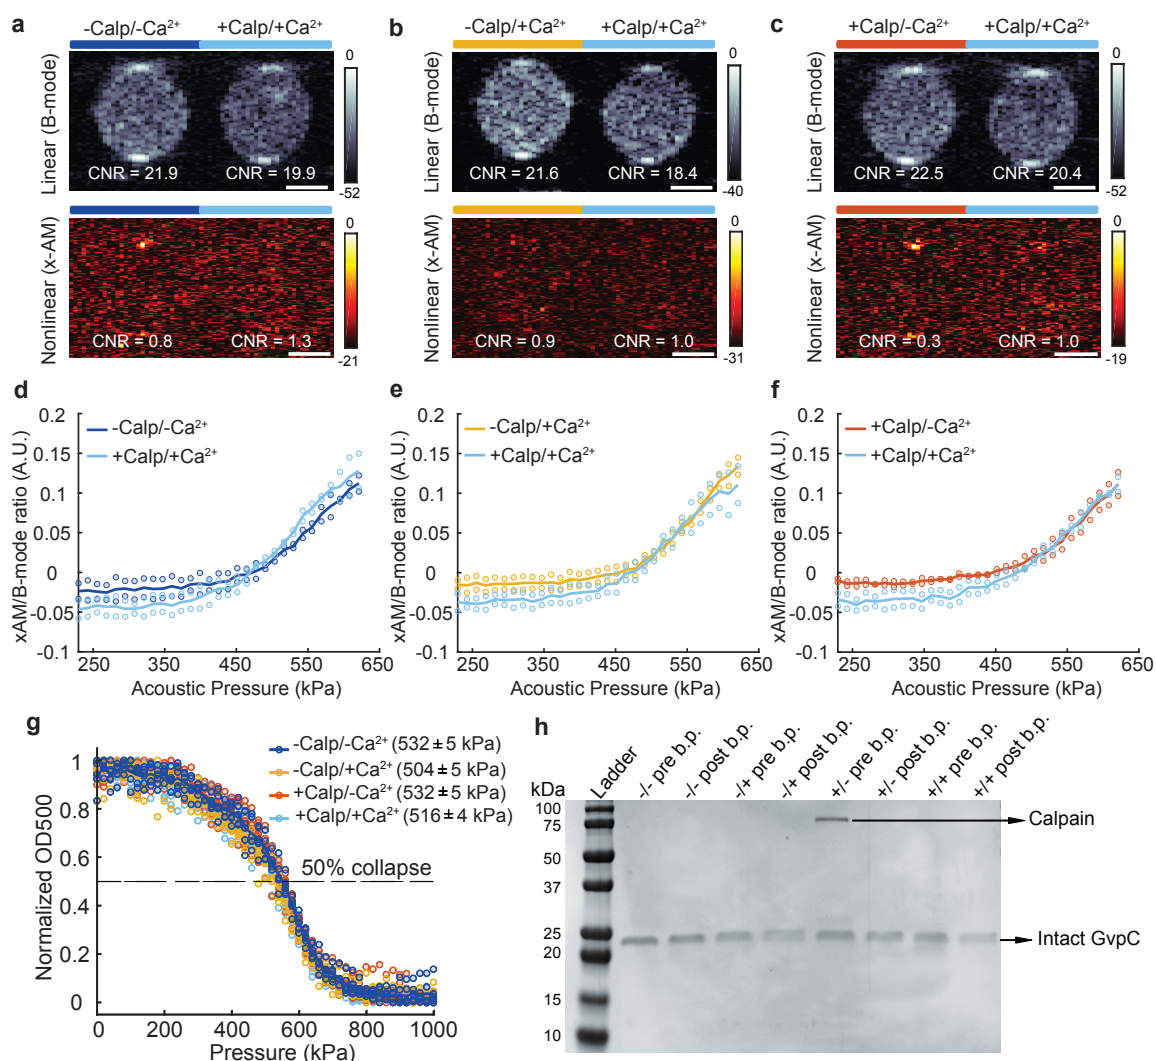 a
-Calp/-Ca²⁺ +Calp/+Ca²⁺
Linear (B-mode)
CNR = 21.9 CNR = 19.9
0
-52
Nonlinear (x-AM)
CNR = 0.8 CNR = 1.3
0
-21
b
-Calp/+Ca²⁺ +Calp/+Ca²⁺
Linear (B-mode)
CNR = 21.6 CNR = 18.4
0
-40
Nonlinear (x-AM)
CNR = 0.9 CNR = 1.0
0
-31
c
+Calp/-Ca²⁺ +Calp/+Ca²⁺
Linear (B-mode)
CNR = 22.5 CNR = 20.4
0
-52
Nonlinear (x-AM)
CNR = 0.3 CNR = 1.0
0
-19
d
xAM/B-mode ratio (A.U.)
0.2
0.15
0.1
0.05
0
-0.05
-0.1
-Calp/-Ca²⁺
+Calp/+Ca²⁺
250 350 450 550 650
Acoustic Pressure (kPa)
e
xAM/B-mode ratio (A.U.)
0.2
0.15
0.1
0.05
0
-0.05
-0.1
-Calp/+Ca²⁺
+Calp/+Ca²⁺
250 350 450 550 650
Acoustic Pressure (kPa)
f
xAM/B-mode ratio (A.U.)
0.2
0.15
0.1
0.05
0
-0.05
-0.1
+Calp/-Ca²⁺
+Calp/+Ca²⁺
250 350 450 550 650
Acoustic Pressure (kPa)
g
Normalized OD500
1
0.8
0.6
0.4
0.2
0
-Calp/-Ca²⁺ (532 ± 5 kPa)
-Calp/+Ca²⁺ (504 ± 5 kPa)
+Calp/-Ca²⁺ (532 ± 5 kPa)
+Calp/+Ca²⁺ (516 ± 4 kPa)
50% collapse
0 200 400 600 800 1000
Pressure (kPa)
h
kDa
Ladder
-/- pre b.p.
-/- post b.p.
-/+ pre b.p.
-/+ post b.p.
+/- pre b.p.
+/- post b.p.
+/+ pre b.p.
+/+ post b.p.
100
75
50
37
25
20
15
10
Calpain
Intact GvpC